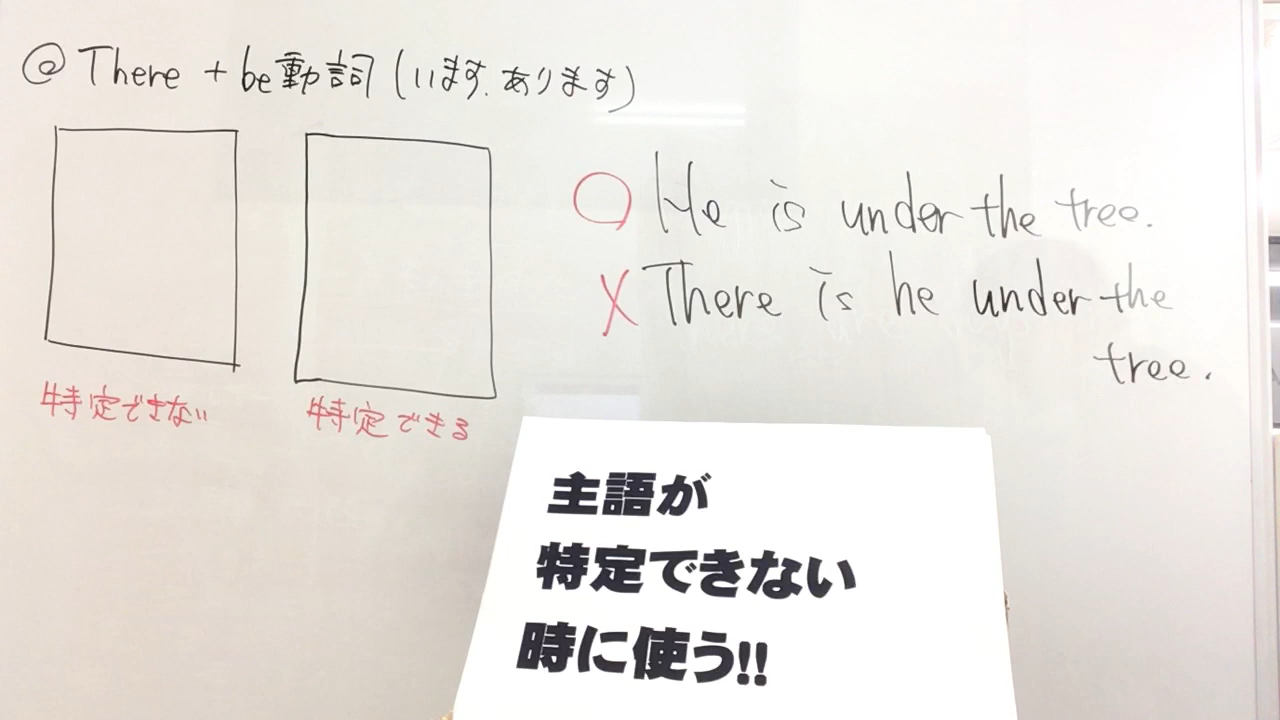 @ There + be動詞 (います、あります)
○ He is under the tree.
× There is he under the
tree.
特定できない
特定できる
主語が
特定できない
時に使う!!